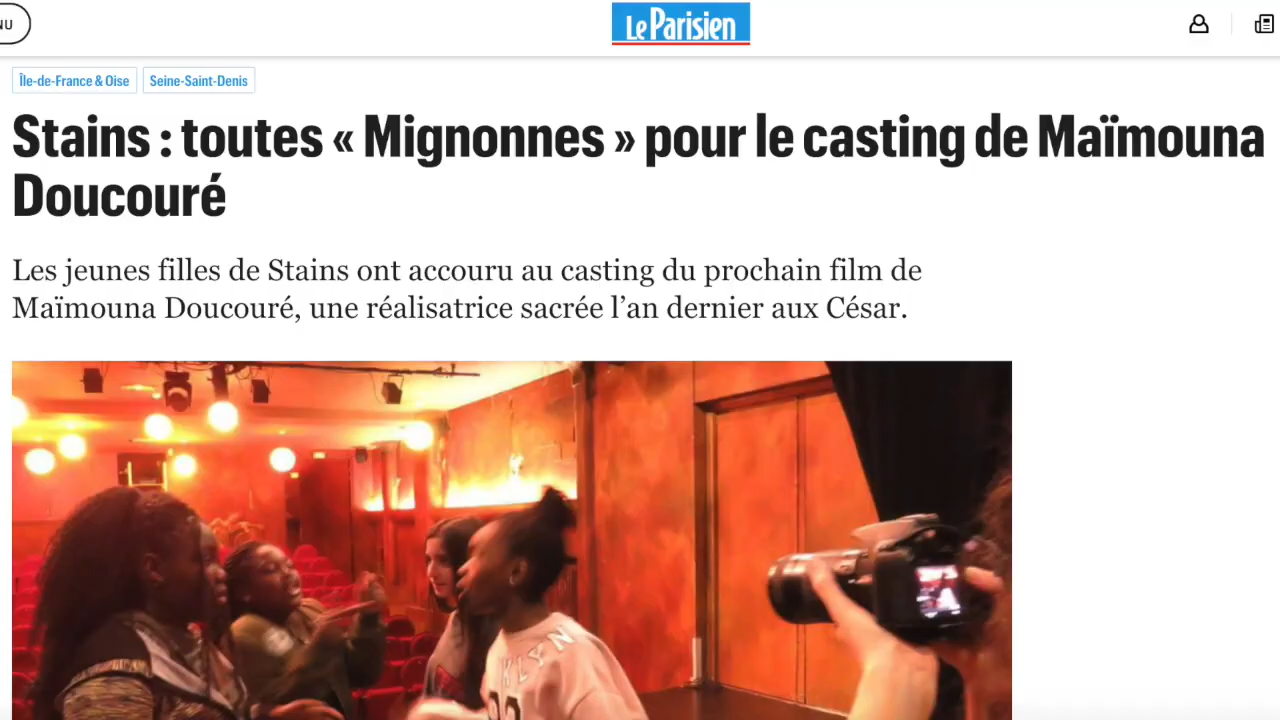 NU
Le Parisien
Île-de-France & Oise
Seine-Saint-Denis
Stains : toutes « Mignonnes » pour le casting de Maïmouna
Doucouré
Les jeunes filles de Stains ont accouru au casting du prochain film de
Maïmouna Doucouré, une réalisatrice sacrée l’an dernier aux César.
KLYN